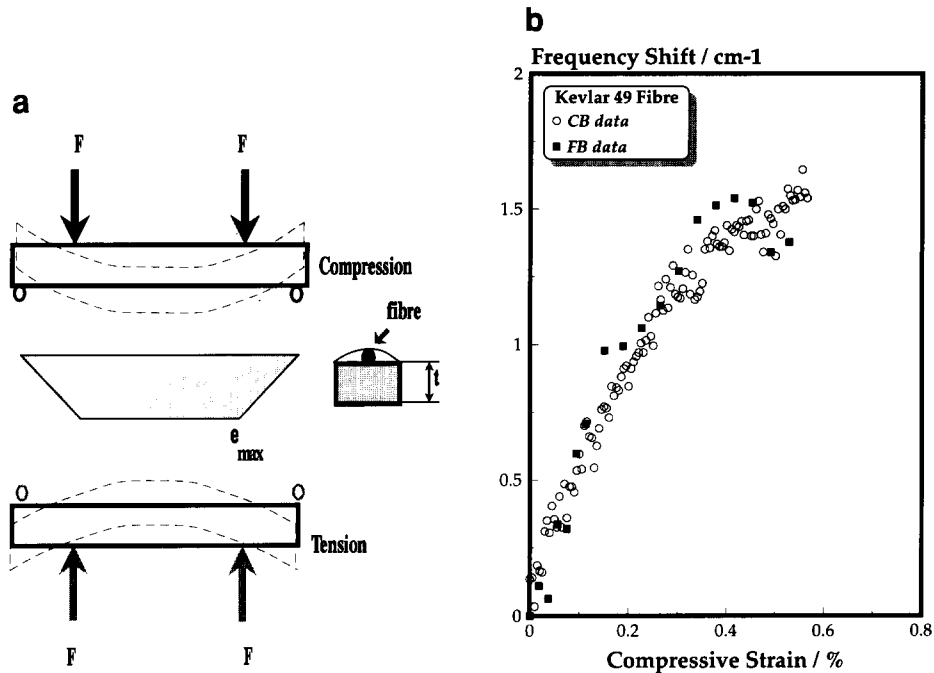 a
F F
Compression
fibre
t
e max
Tension
F F
b
Frequency Shift / cm-1
2
1.5
1
0.5
0
Kevlar 49 Fibre
CB data
FB data
0 0.2 0.4 0.6 0.8
Compressive Strain / %